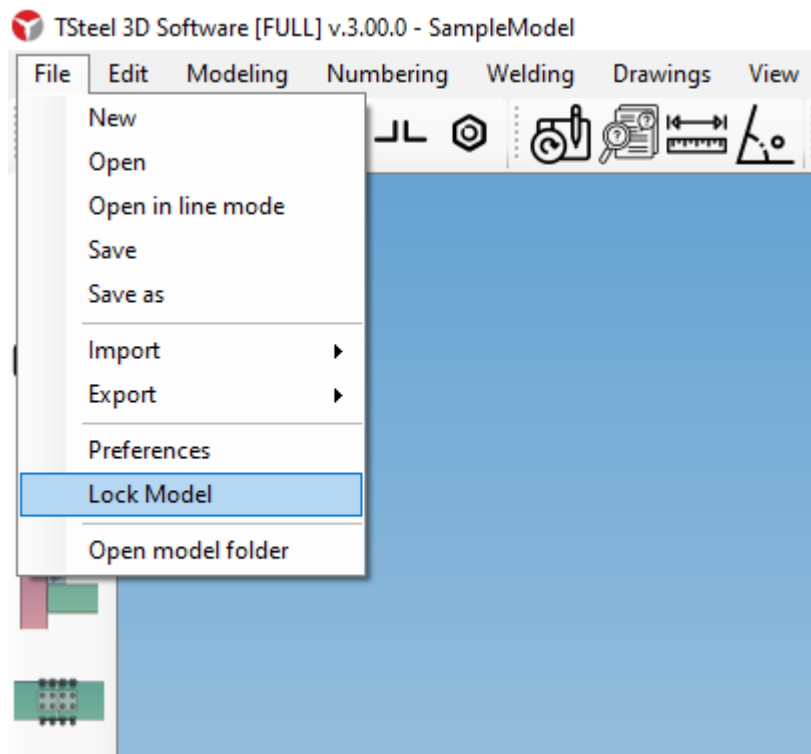 TSteel 3D Software [FULL] v.3.00.0 - SampleModel
File Edit Modeling Numbering Welding Drawings View
New
Open
Open in line mode
Save
Save as
Import
Export
Preferences
Lock Model
Open model folder